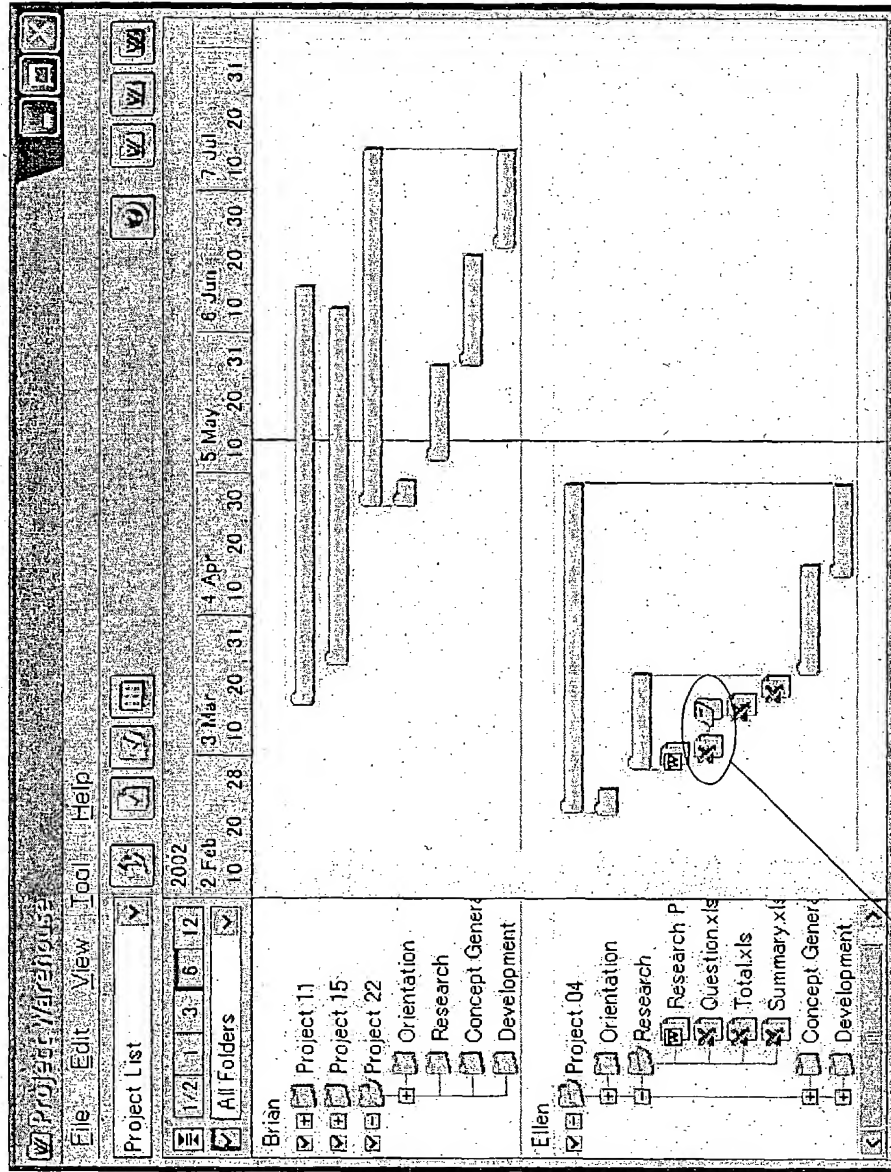 Project Warehouse
File Edit View Tool Help
Project List
1/2 1 3 6 12
2002
All Folders
2 Feb 3 Mar 4 Apr 5 May 6 Jun 7 Jul
10 20 28 10 20 31 10 20 30 10 20 31 10 20 30 10 20 31
Brian
Project 11
Project 15
Project 22
Orientation
Research
Concept Genera
Development
Ellen
Project 04
Orientation
Research
Research P
Question.xls
Total.xls
Summary.xls
Concept Genera
Development